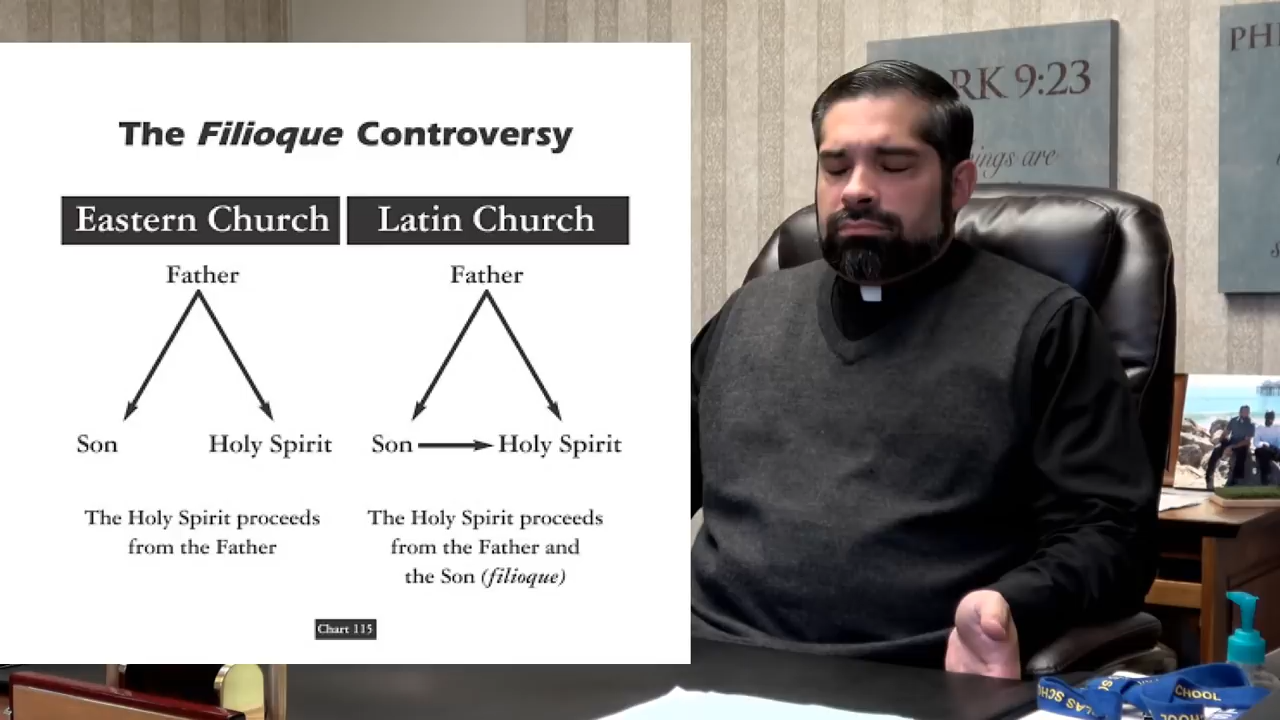 The Filioque Controversy
Eastern Church
Latin Church
Father
Father
Son
Holy Spirit
Son
Holy Spirit
The Holy Spirit proceeds
from the Father
The Holy Spirit proceeds
from the Father and
the Son (filioque)
Chart 115
RK 9:23
ings are
PHI
CHOOL